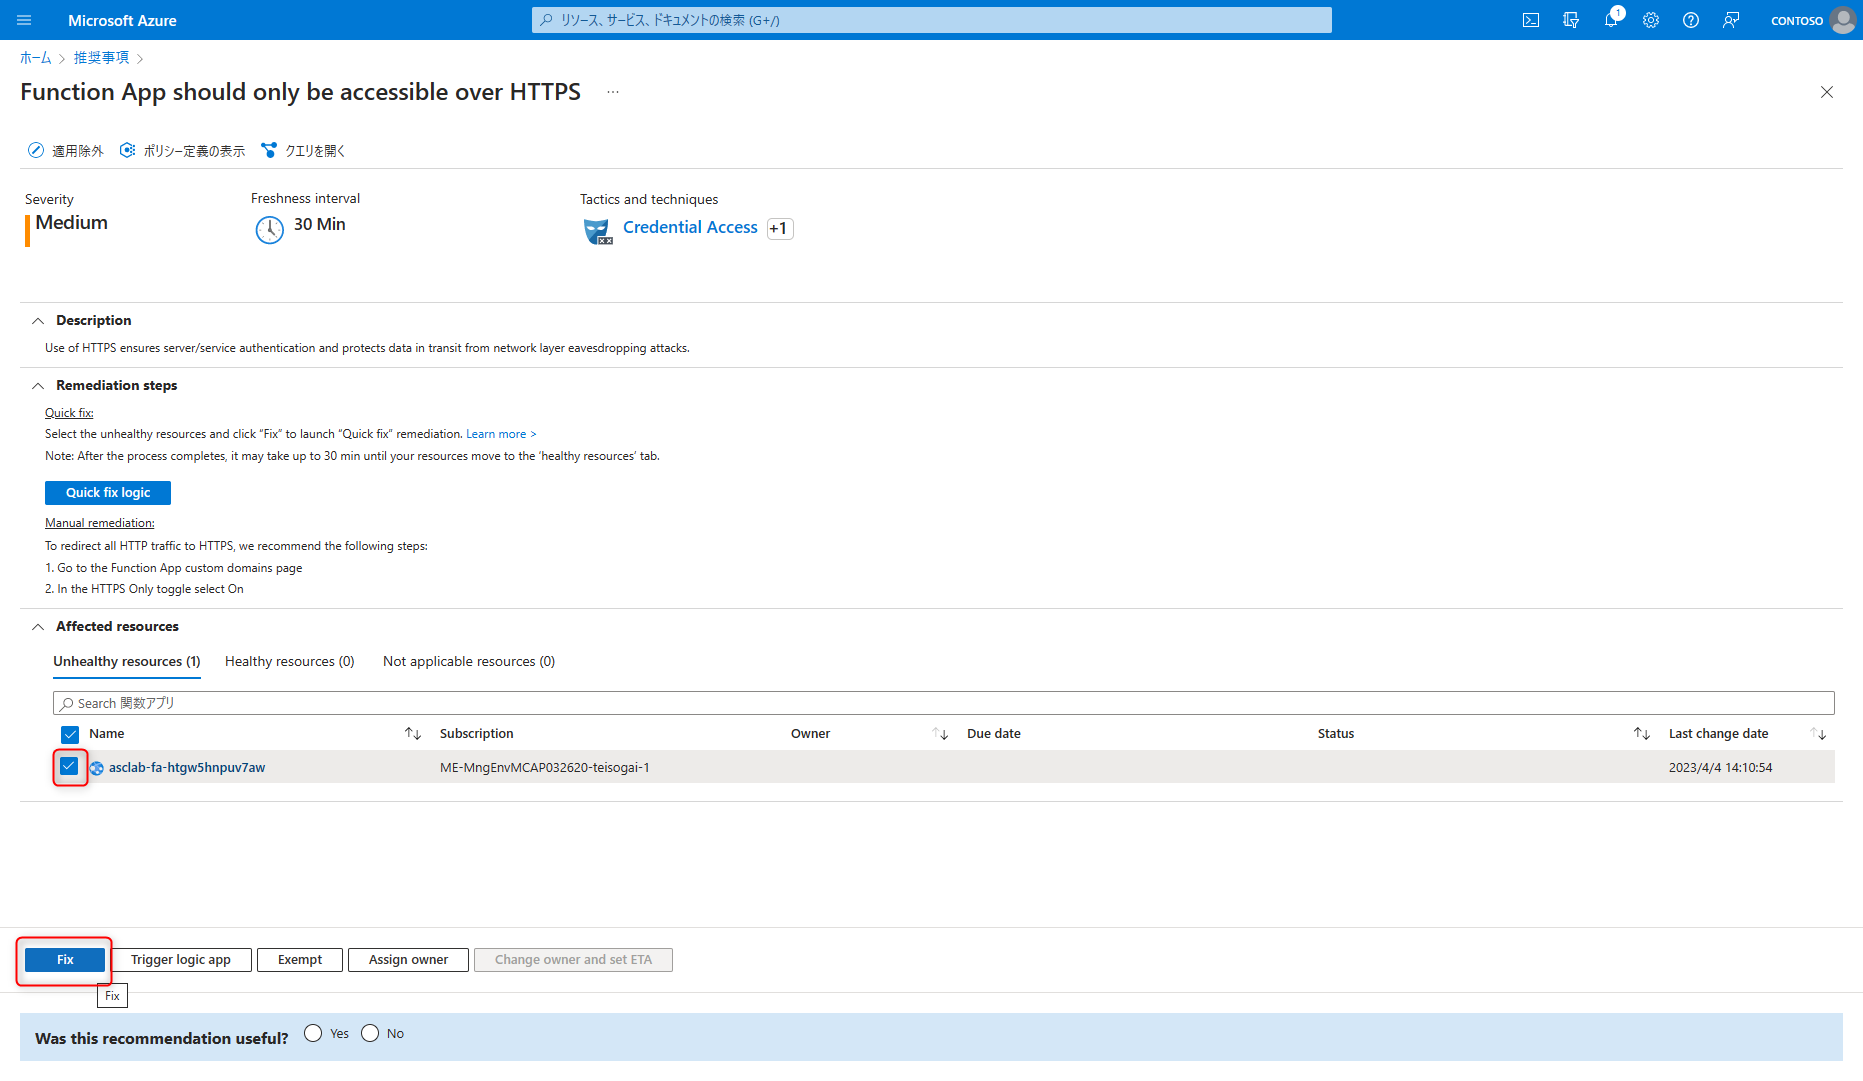 Microsoft Azure
リソース、サービス、ドキュメントの検索 (G+/)
1
CONTOSO
ホーム
推奨事項
Function App should only be accessible over HTTPS
適用除外
ポリシー定義の表示
クエリを開く
Severity
Medium
Freshness interval
30 Min
Tactics and techniques
Credential Access +1
Description
Use of HTTPS ensures server/service authentication and protects data in transit from network layer eavesdropping attacks.
Remediation steps
Quick fix:
Select the unhealthy resources and click “Fix” to launch “Quick fix” remediation. Learn more >
Note: After the process completes, it may take up to 30 min until your resources move to the ‘healthy resources’ tab.
Quick fix logic
Manual remediation:
To redirect all HTTP traffic to HTTPS, we recommend the following steps:
1. Go to the Function App custom domains page
2. In the HTTPS Only toggle select On
Affected resources
Unhealthy resources (1) Healthy resources (0) Not applicable resources (0)
Search 関数アプリ
Name Subscription Owner Due date Status Last change date
asclab-fa-htgw5hnpuv7aw ME-MngEnvMCAP032620-teisogai-1 2023/4/4 14:10:54
Fix Trigger logic app Exempt Assign owner Change owner and set ETA
Fix
Was this recommendation useful? Yes No